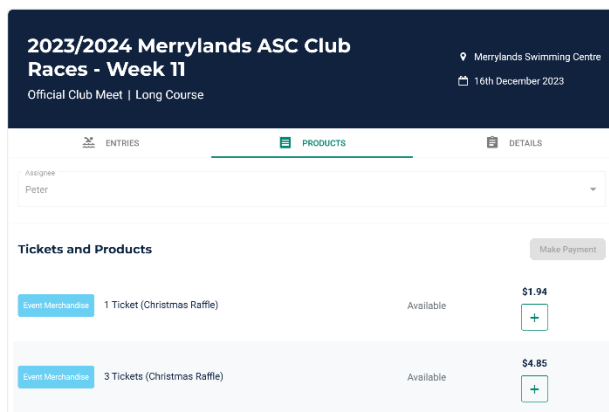 2023/2024 Merrylands ASC Club
Races - Week 11
Official Club Meet | Long Course
Merrylands Swimming Centre
16th December 2023
ENTRIES
PRODUCTS
DETAILS
Assignee
Peter
Tickets and Products
Make Payment
Event Merchandise
1 Ticket (Christmas Raffle)
Available
$1.94
+
Event Merchandise
3 Tickets (Christmas Raffle)
Available
$4.85
+